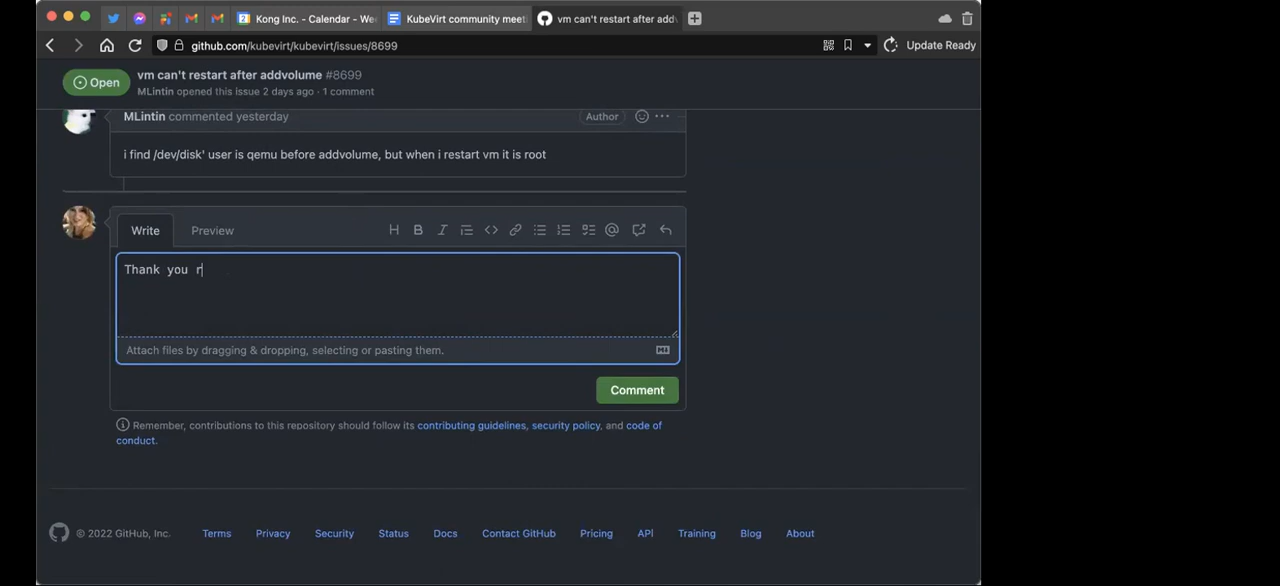 Kong Inc. - Calendar - We
KubeVirt community meet
vm can't restart after addv
github.com/kubevirt/kubevirt/issues/8699
Update Ready
Open
vm can't restart after addvolume #8699
MLintin opened this issue 2 days ago · 1 comment
MLintin commented yesterday
Author
i find /dev/disk' user is qemu before addvolume, but when i restart vm it is root
Write
Preview
Thank you r
Attach files by dragging & dropping, selecting or pasting them.
Comment
Remember, contributions to this repository should follow its contributing guidelines, security policy, and code of
conduct.
© 2022 GitHub, Inc.
Terms
Privacy
Security
Status
Docs
Contact GitHub
Pricing
API
Training
Blog
About